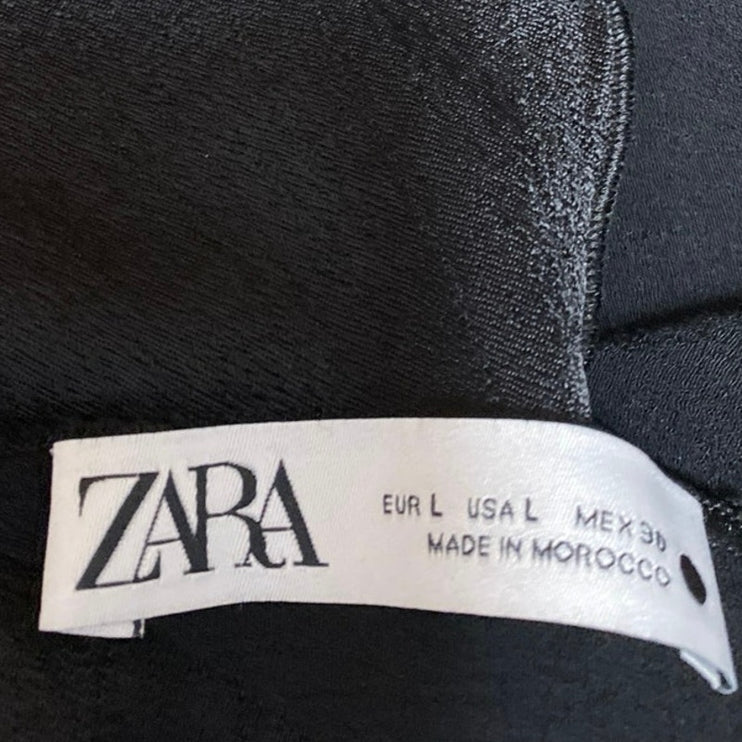 ZARA
EUR L USA L MEX 30
MADE IN MOROCCO